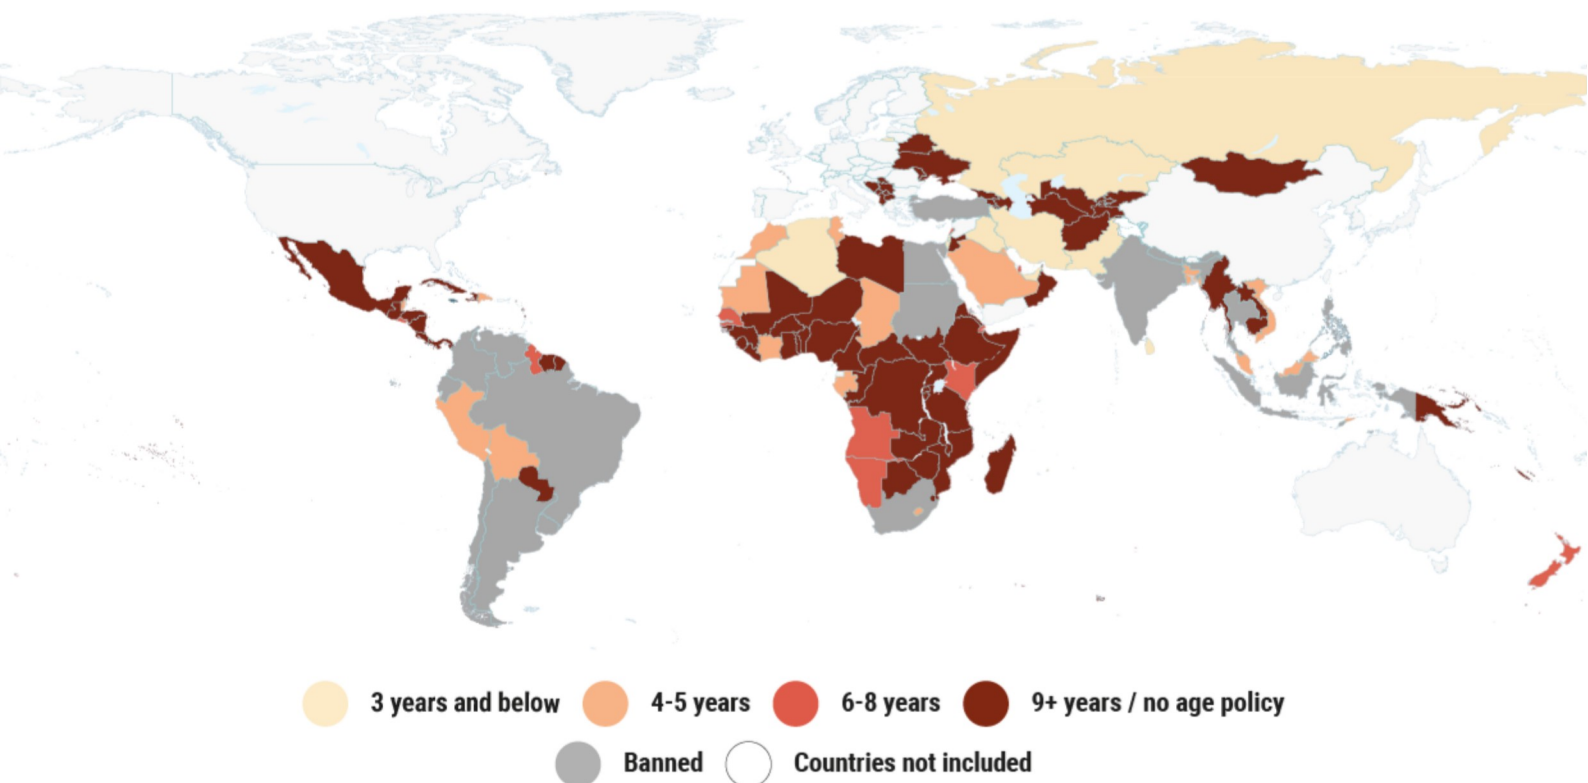 3 years and below 4-5 years 6-8 years 9+ years / no age policy
Banned Countries not included